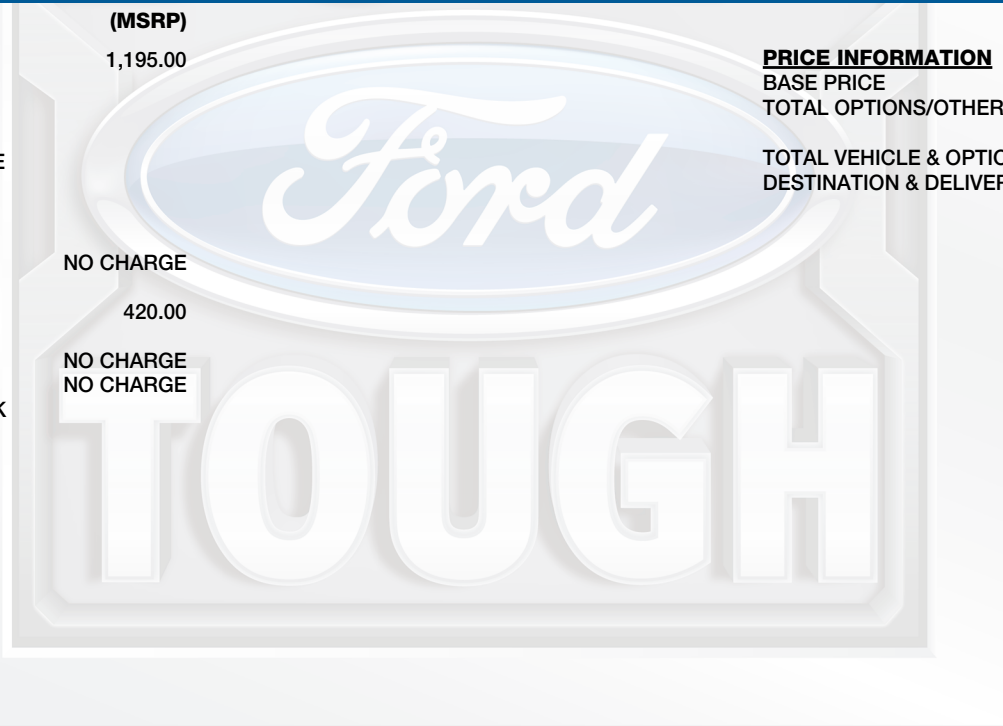 (MSRP)
1,195.00
E
NO CHARGE
420.00
NO CHARGE
NO CHARGE
K
PRICE INFORMATION
BASE PRICE
TOTAL OPTIONS/OTHER
TOTAL VEHICLE & OPTIO
DESTINATION & DELIVER
Ford
TOUGH